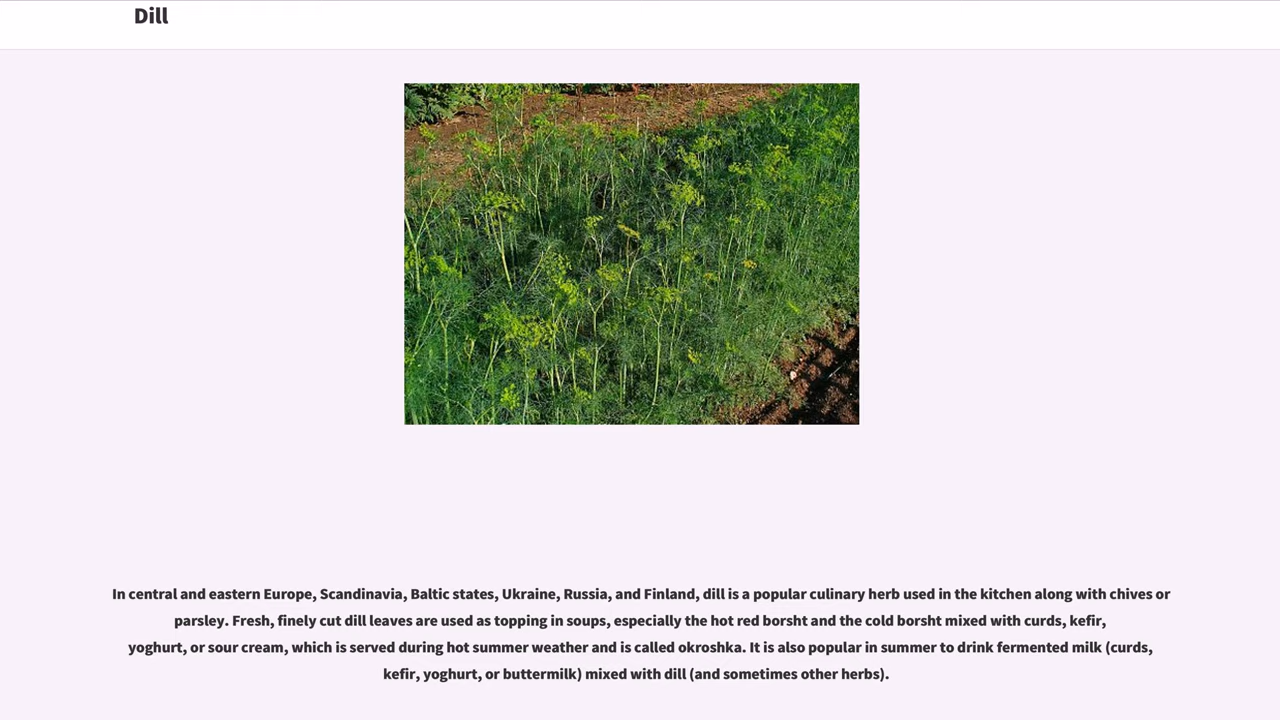 Dill
In central and eastern Europe, Scandinavia, Baltic states, Ukraine, Russia, and Finland, dill is a popular culinary herb used in the kitchen along with chives or
parsley. Fresh, finely cut dill leaves are used as topping in soups, especially the hot red borsht and the cold borsht mixed with curds, kefir,
yoghurt, or sour cream, which is served during hot summer weather and is called okroshka. It is also popular in summer to drink fermented milk (curds,
kefir, yoghurt, or buttermilk) mixed with dill (and sometimes other herbs).